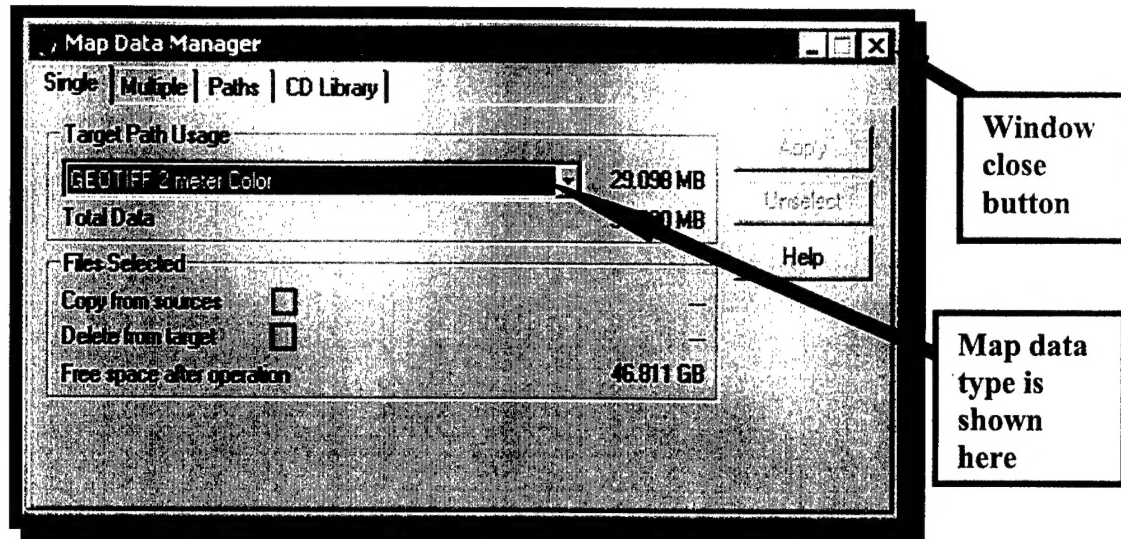 Map Data Manager
Single Multiple Paths CD Library
Target Path Usage
GEOTIFF 2 meter Color 29.098 MB
Total Data MB
Files Selected
Copy from sources
Delete from target
Free space after operation 46.811 GB
Apply
Unselect
Help
Window
close
button
Map data
type is
shown
here